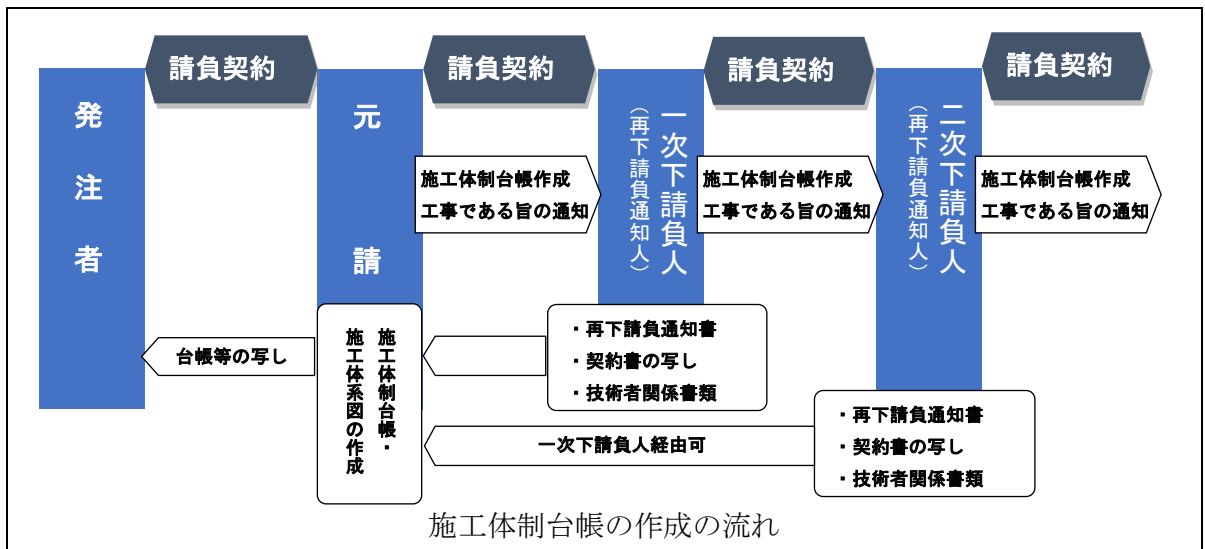 請負契約
請負契約
請負契約
請負契約
発注者
元請
一次下請負人
（再下請負通知人）
二次下請負人
（再下請負通知人）
施工体制台帳作成
工事である旨の通知
施工体制台帳作成
工事である旨の通知
施工体制台帳作成
工事である旨の通知
台帳等の写し
施工体制台帳・
施工体系図の作成
・再下請負通知書
・契約書の写し
・技術者関係書類
一次下請負人経由可
・再下請負通知書
・契約書の写し
・技術者関係書類
施工体制台帳の作成の流れ